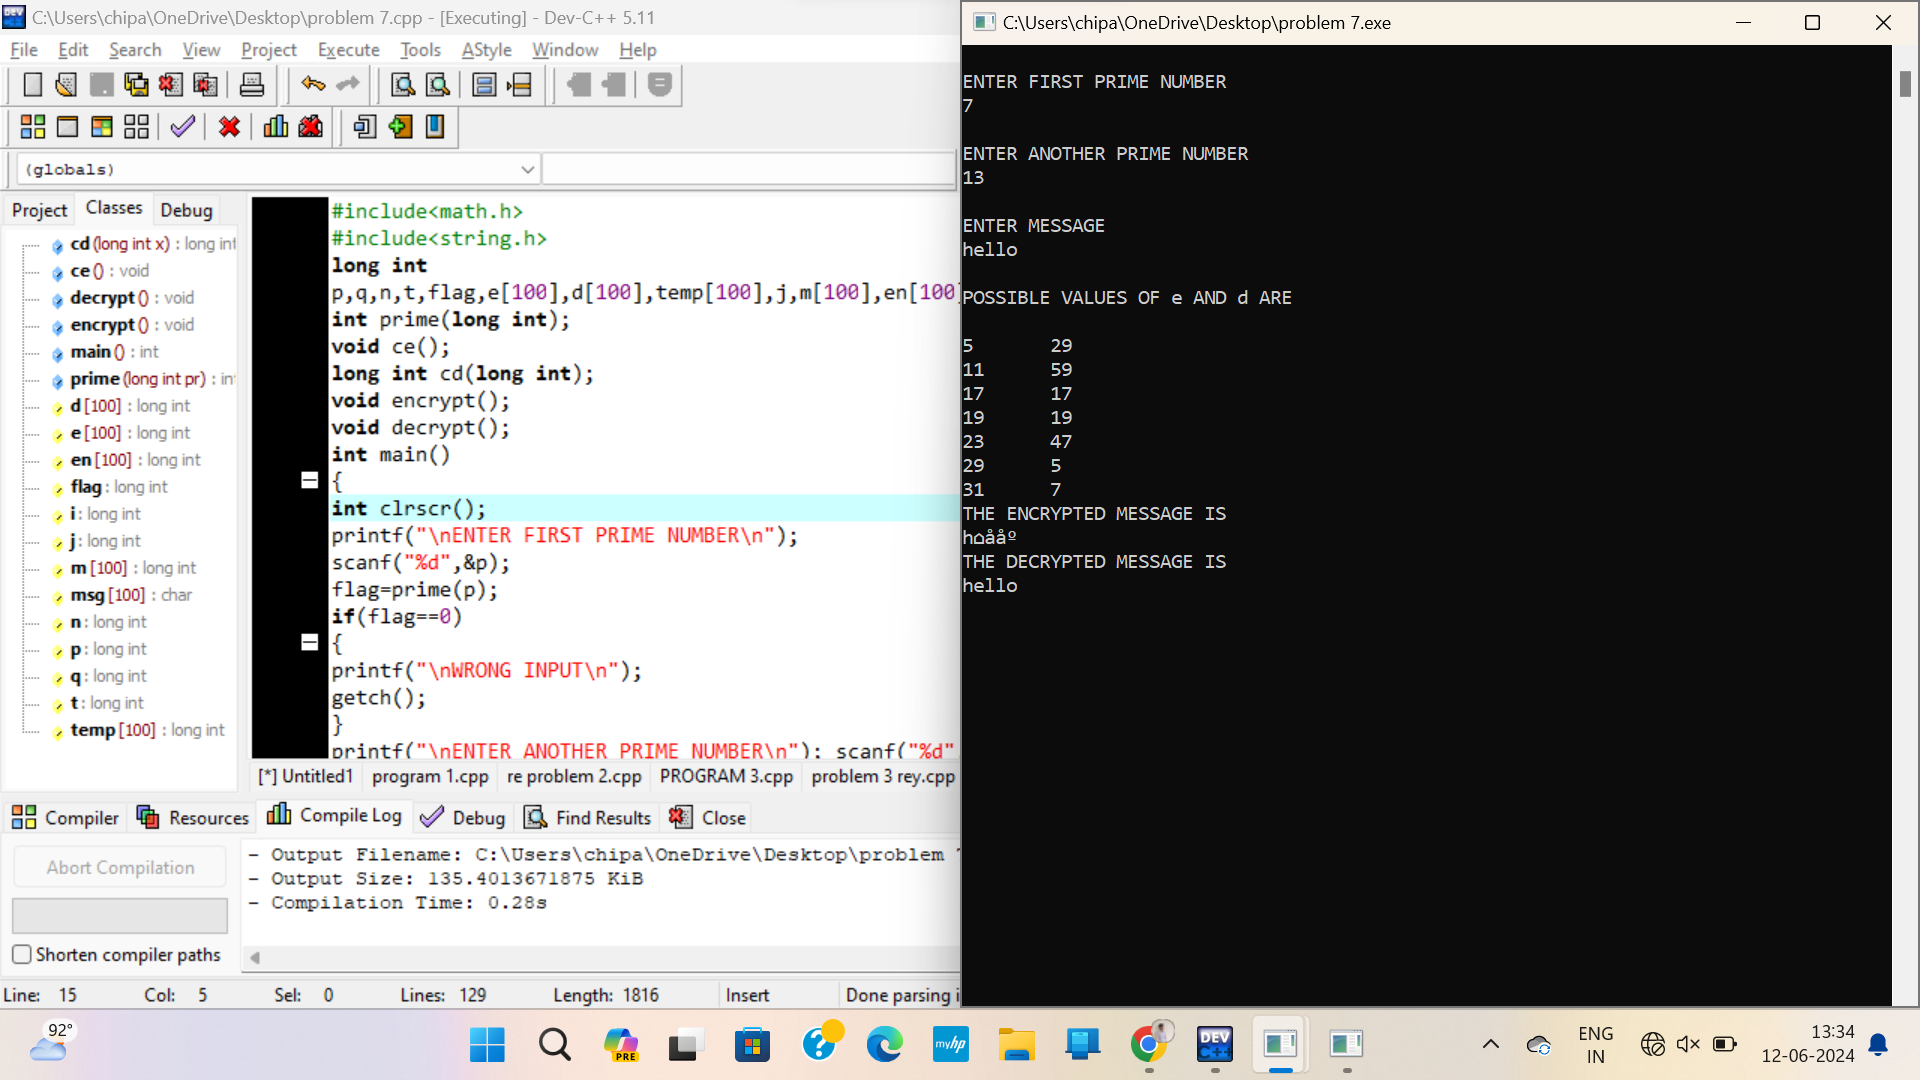 C:\Users\chipa\OneDrive\Desktop\problem 7.cpp - [Executing] - Dev-C++ 5.11
File Edit Search View Project Execute Tools AStyle Window Help
(globals)
Project Classes Debug
cd (long int x) : long int
ce () : void
decrypt () : void
encrypt () : void
main () : int
prime (long int pr) : int
d [100] : long int
e [100] : long int
en [100] : long int
flag : long int
i : long int
j : long int
m [100] : long int
msg [100] : char
n : long int
p : long int
q : long int
t : long int
temp [100] : long int
#include<math.h>
#include<string.h>
long int
p,q,n,t,flag,e[100],d[100],temp[100],j,m[100],en[100]
int prime(long int);
void ce();
long int cd(long int);
void encrypt();
void decrypt();
int main()
{
int clrscr();
printf("\nENTER FIRST PRIME NUMBER\n");
scanf("%d",&p);
flag=prime(p);
if(flag==0)
{
printf("\nWRONG INPUT\n");
getch();
}
printf("\nENTER ANOTHER PRIME NUMBER\n"); scanf("%d"
[*] Untitled1 program 1.cpp re problem 2.cpp PROGRAM 3.cpp problem 3 rey.cpp
Compiler Resources Compile Log Debug Find Results Close
Abort Compilation
Shorten compiler paths
- Output Filename: C:\Users\chipa\OneDrive\Desktop\problem 7
- Output Size: 135.4013671875 KiB
- Compilation Time: 0.28s
Line: 15 Col: 5 Sel: 0 Lines: 129 Length: 1816 Insert Done parsing i
C:\Users\chipa\OneDrive\Desktop\problem 7.exe
ENTER FIRST PRIME NUMBER
7
ENTER ANOTHER PRIME NUMBER
13
ENTER MESSAGE
hello
POSSIBLE VALUES OF e AND d ARE
5 29
11 59
17 17
19 19
23 47
29 5
31 7
THE ENCRYPTED MESSAGE IS
h⌂ååº
THE DECRYPTED MESSAGE IS
hello
92°
PRE
myhp
DEV C++
ENG
IN
13:34
12-06-2024